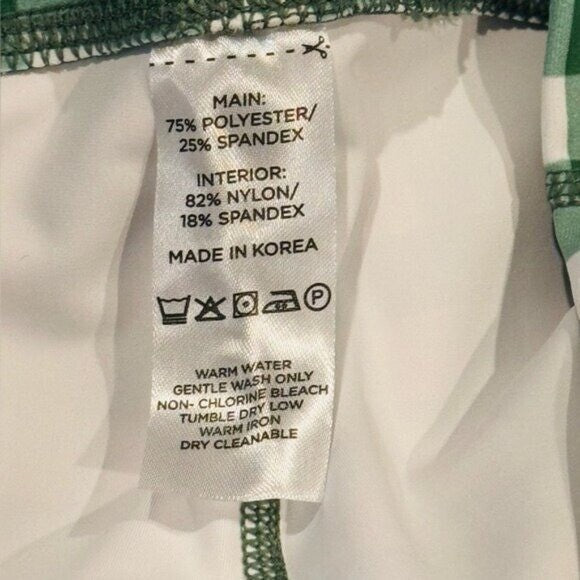 MAIN:
75% POLYESTER/
25% SPANDEX
INTERIOR:
82% NYLON/
18% SPANDEX
MADE IN KOREA
P
WARM WATER
GENTLE WASH ONLY
NON- CHLORINE BLEACH
TUMBLE DRY LOW
WARM IRON
DRY CLEANABLE